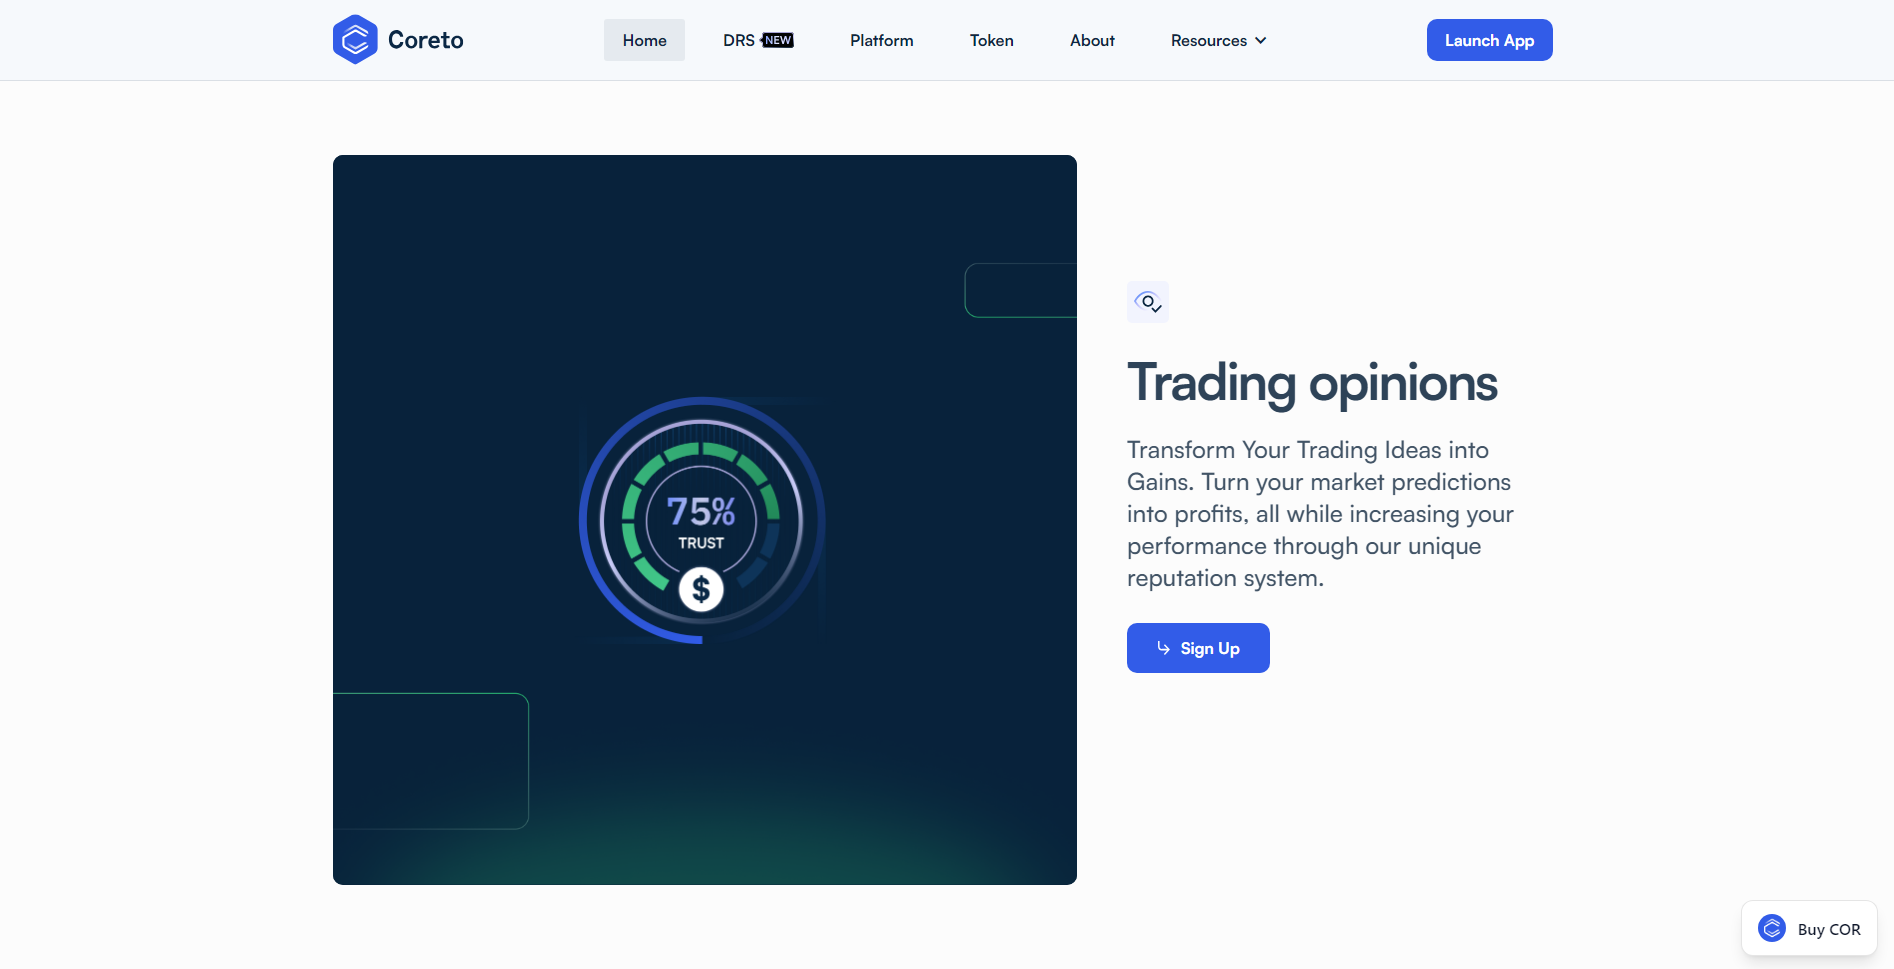 Coreto
Home
DRS NEW
Platform
Token
About
Resources
Launch App
75%
TRUST
$
Trading opinions
Transform Your Trading Ideas into
Gains. Turn your market predictions
into profits, all while increasing your
performance through our unique
reputation system.
Sign Up
Buy COR